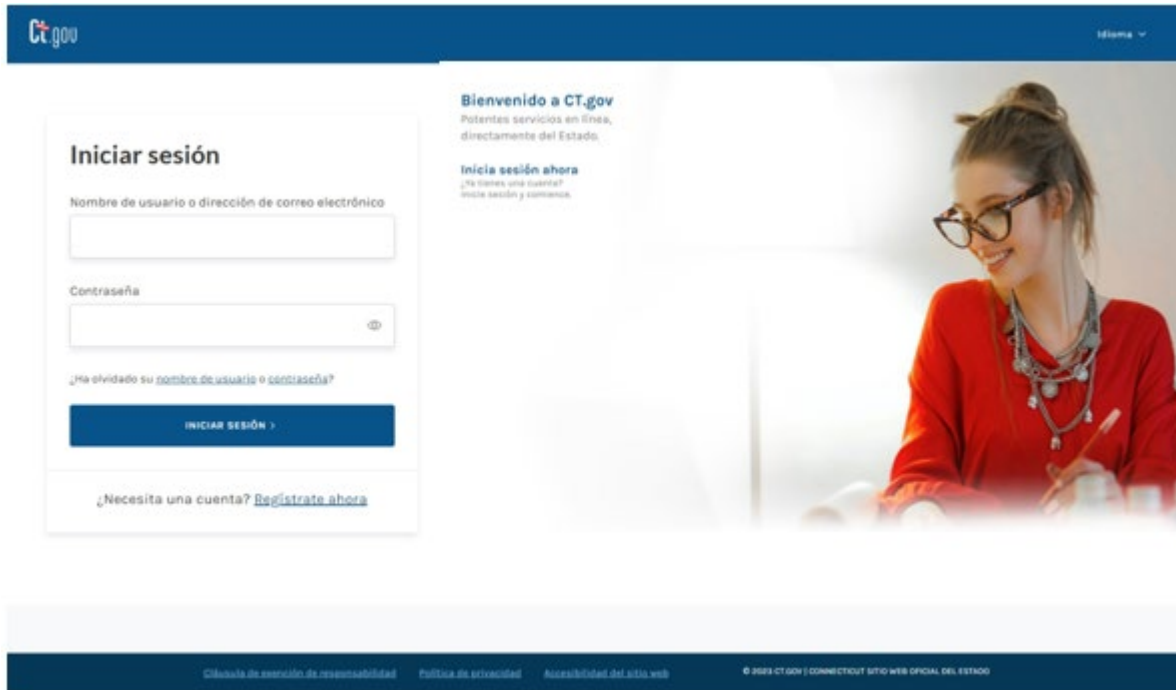 Ct.gov
Idioma
Iniciar sesión
Nombre de usuario o dirección de correo electrónico
Contraseña
¿Ha olvidado su nombre de usuario o contraseña?
INICIAR SESIÓN >
¿Necesita una cuenta? Regístrate ahora
Bienvenido a CT.gov
Potentes servicios en línea,
directamente del Estado.
Inicia sesión ahora
¿Ya tienes una cuenta?
Inicie sesión y comience.
Cláusula de exención de responsabilidad
Política de privacidad
Accesibilidad del sitio web
© 2023 CT.GOV | CONNECTICUT SITIO WEB OFICIAL DEL ESTADO